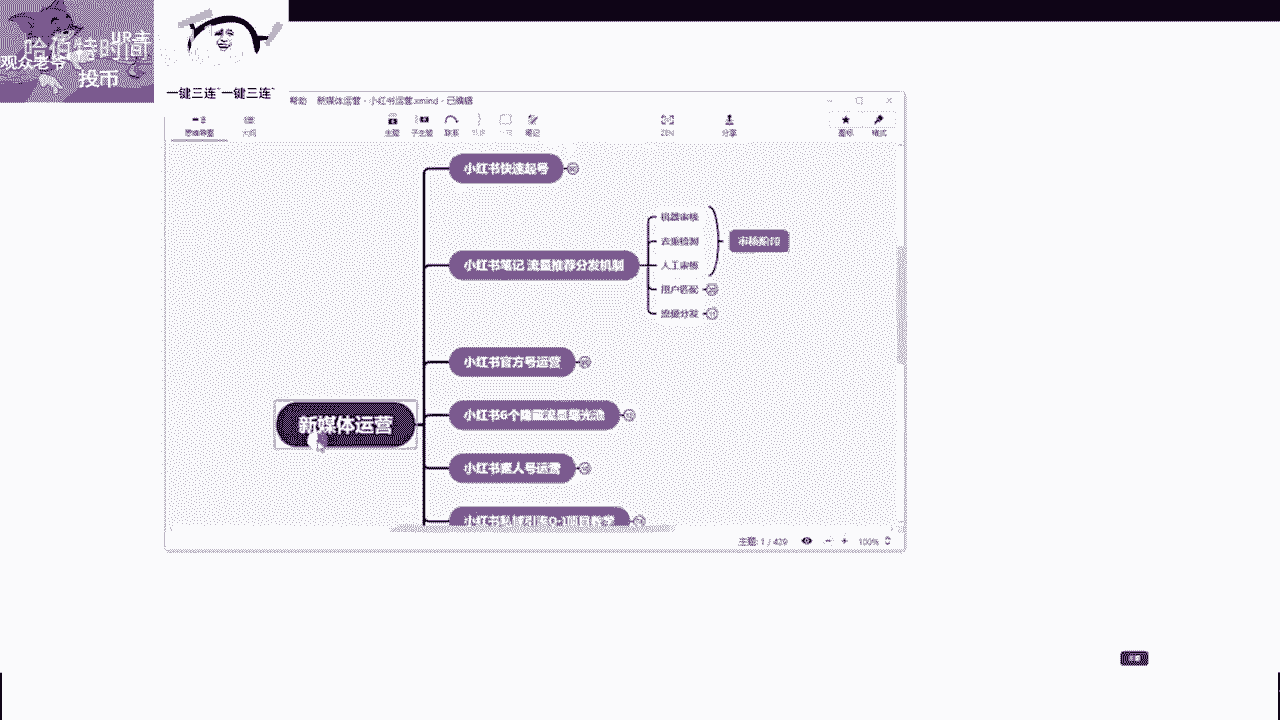 UR主
哈伯特时间
观众老爷
投币
一键三连 一键三连
帮助 新媒体运营 - 小红书运营.xmind - 已编辑
思维导图 大纲 主题 子主题 联系 笔记 ZEN 分享 图标 格式
小红书快速起号
机器审核
去重检测
审核阶段
小红书笔记 流量推荐分发机制
人工审核
用户匹配
流量分发
小红书官方号运营
小红书6个隐藏流量曝光池
新媒体运营
小红书素人号运营
小红书私域引流0-1项目教学
主题: 1 / 429
100%